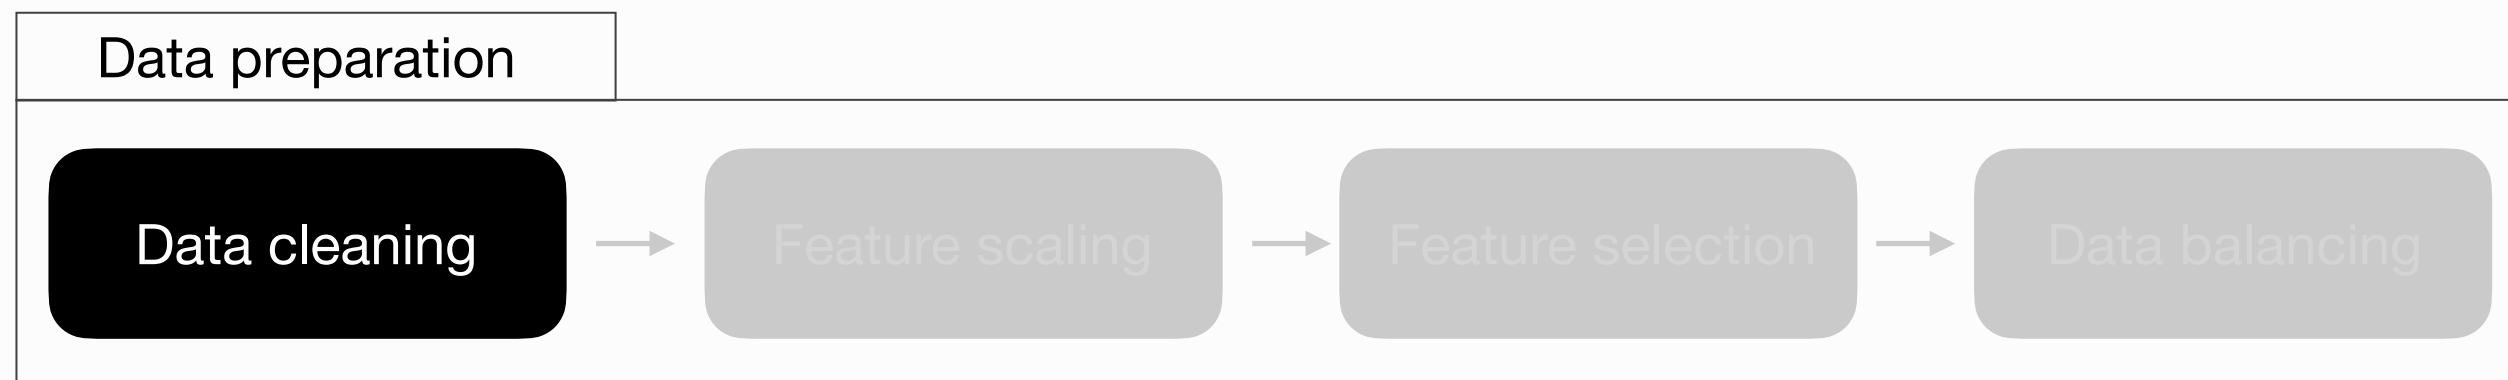 Data preparation
Data cleaning
Feature scaling
Feature selection
Data balancing